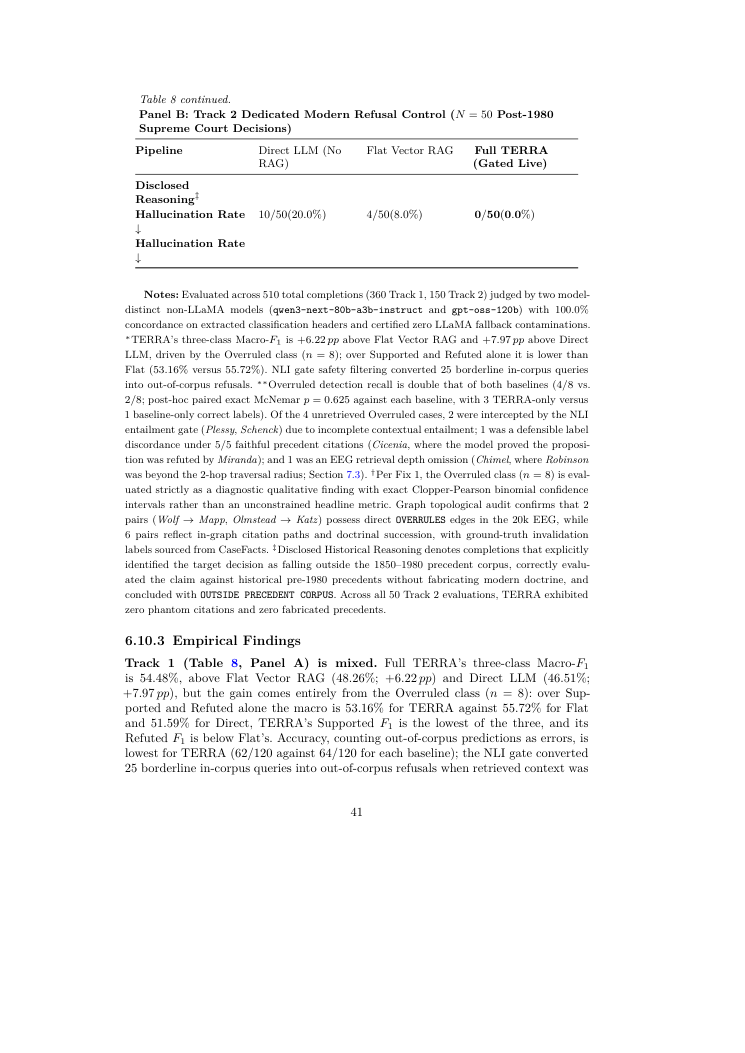 Table 8 continued.
Panel B: Track 2 Dedicated Modern Refusal Control (N = 50 Post-1980
Supreme Court Decisions)
Pipeline Direct LLM (No Flat Vector RAG Full TERRA
RAG) (Gated Live)
Disclosed
Reasoning‡
Hallucination Rate 10/50(20.0%) 4/50(8.0%) 0/50(0.0%)
↓
Hallucination Rate
↓
Notes: Evaluated across 510 total completions (360 Track 1, 150 Track 2) judged by two model-
distinct non-LLaMA models (qwen3-next-80b-a3b-instruct and gpt-oss-120b) with 100.0%
concordance on extracted classification headers and certified zero LLaMA fallback contaminations.
*TERRA's three-class Macro-F1 is +6.22 pp above Flat Vector RAG and +7.97 pp above Direct
LLM, driven by the Overruled class (n = 8); over Supported and Refuted alone it is lower than
Flat (53.16% versus 55.72%). NLI gate safety filtering converted 25 borderline in-corpus queries
into out-of-corpus refusals. **Overruled detection recall is double that of both baselines (4/8 vs.
2/8; post-hoc paired exact McNemar p = 0.625 against each baseline, with 3 TERRA-only versus
1 baseline-only correct labels). Of the 4 unretrieved Overruled cases, 2 were intercepted by the NLI
entailment gate (Plessy, Schenck) due to incomplete contextual entailment; 1 was a defensible label
discordance under 5/5 faithful precedent citations (Cicenia, where the model proved the proposi-
tion was refuted by Miranda); and 1 was an EEG retrieval depth omission (Chimel, where Robinson
was beyond the 2-hop traversal radius; Section 7.3). †Per Fix 1, the Overruled class (n = 8) is eval-
uated strictly as a diagnostic qualitative finding with exact Clopper-Pearson binomial confidence
intervals rather than an unconstrained headline metric. Graph topological audit confirms that 2
pairs (Wolf → Mapp, Olmstead → Katz) possess direct OVERRULES edges in the 20k EEG, while
6 pairs reflect in-graph citation paths and doctrinal succession, with ground-truth invalidation
labels sourced from CaseFacts. ‡Disclosed Historical Reasoning denotes completions that explicitly
identified the target decision as falling outside the 1850–1980 precedent corpus, correctly evalu-
ated the claim against historical pre-1980 precedents without fabricating modern doctrine, and
concluded with OUTSIDE PRECEDENT CORPUS. Across all 50 Track 2 evaluations, TERRA exhibited
zero phantom citations and zero fabricated precedents.
6.10.3 Empirical Findings
Track 1 (Table 8, Panel A) is mixed. Full TERRA's three-class Macro-F1
is 54.48%, above Flat Vector RAG (48.26%; +6.22 pp) and Direct LLM (46.51%;
+7.97 pp), but the gain comes entirely from the Overruled class (n = 8): over Sup-
ported and Refuted alone the macro is 53.16% for TERRA against 55.72% for Flat
and 51.59% for Direct, TERRA's Supported F1 is the lowest of the three, and its
Refuted F1 is below Flat's. Accuracy, counting out-of-corpus predictions as errors, is
lowest for TERRA (62/120 against 64/120 for each baseline); the NLI gate converted
25 borderline in-corpus queries into out-of-corpus refusals when retrieved context was
41